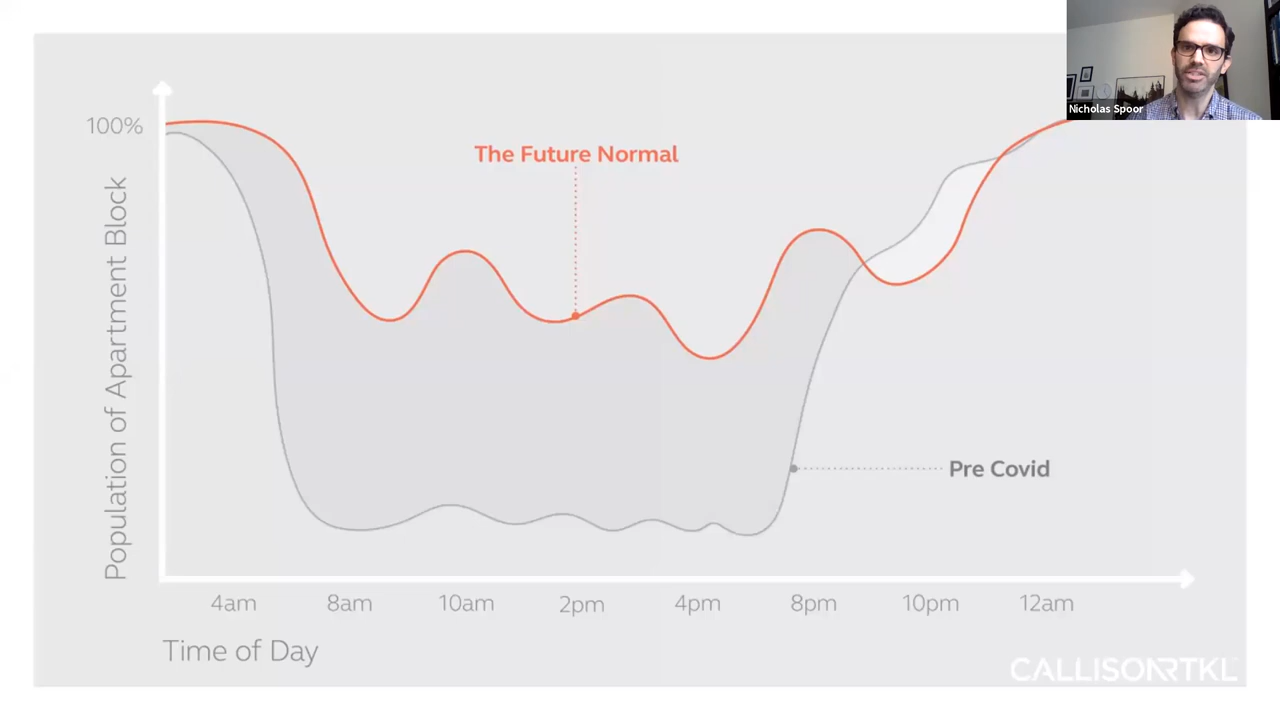 Nicholas Spoor
100%
The Future Normal
Population of Apartment Block
Pre Covid
4am 8am 10am 2pm 4pm 8pm 10pm 12am
Time of Day
CALLISONRTKL